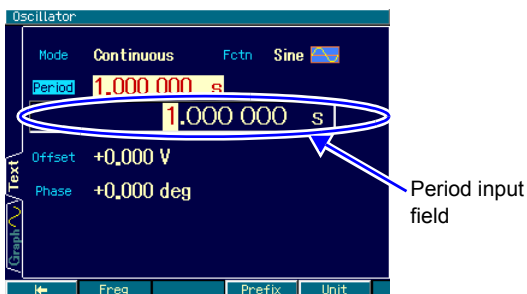 Oscillator
Mode Continuous Fctn Sine
Period 1.000 000 s
1.000 000 s
Offset +0.000 V
Phase +0.000 deg
Text
Graph
Period input
field
Freq Prefix Unit